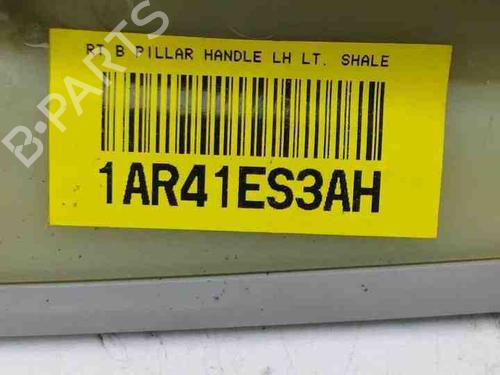 RT B PILLAR HANDLE LH LT. SHALE
1AR41ES3AH
B-PARTS